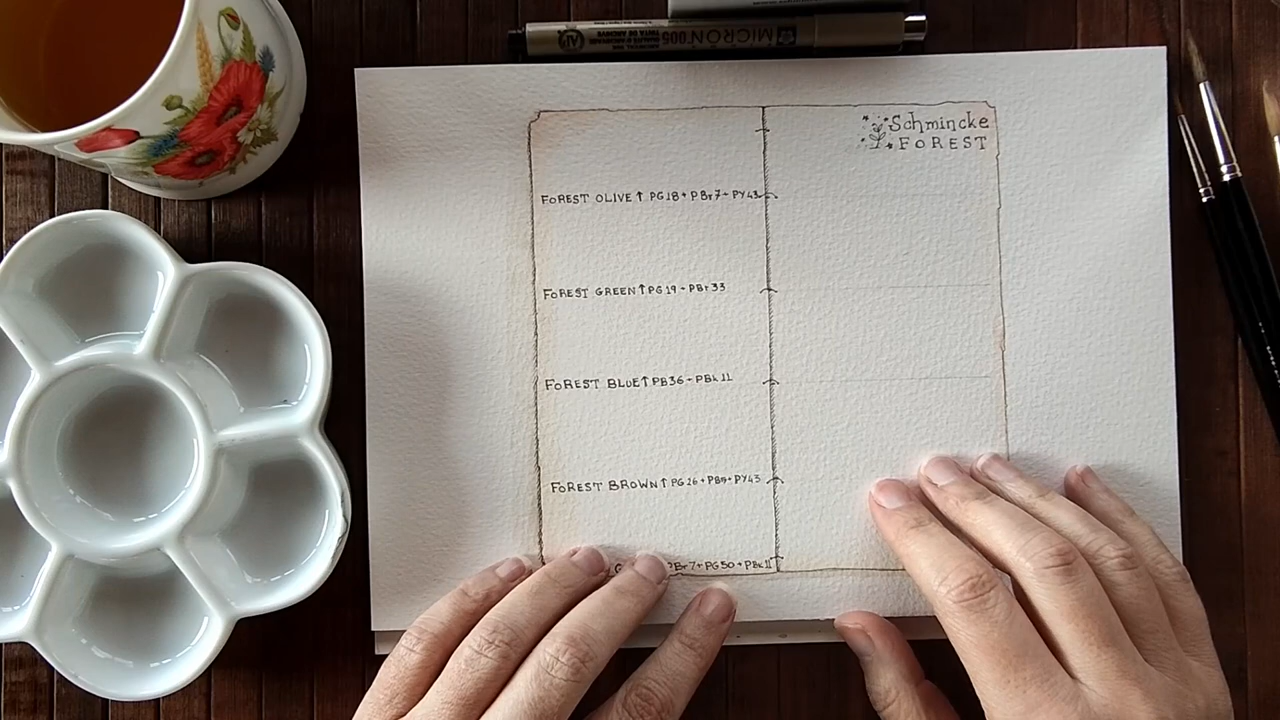 MICRON 005
Schmincke
FOREST
FOREST OLIVE ↑ PG18 + PBr7 + PY43
FOREST GREEN ↑ PG19 + PBr33
FOREST BLUE ↑ PB36 + PBk11
FOREST BROWN ↑ PG26 + PBr7 + PY43
PBr7 + PG50 + PBk11